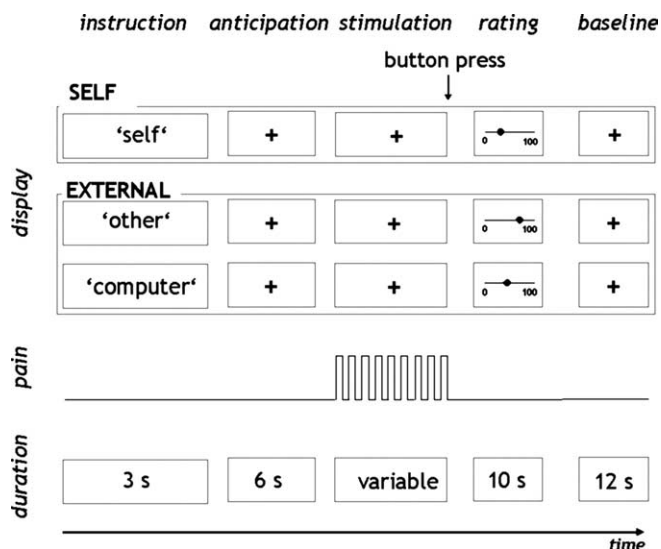 instruction anticipation stimulation rating baseline
button press
SELF
‘self‘
+
+
0 100
+
EXTERNAL
‘other‘
+
+
0 100
+
‘computer‘
+
+
0 100
+
display
pain
duration
3 s 6 s variable 10 s 12 s
time